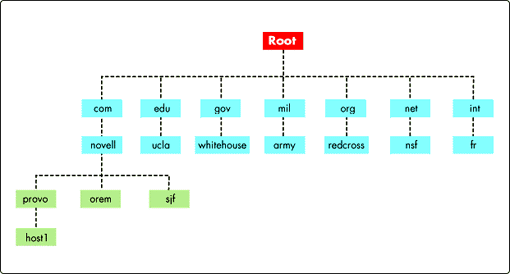 Root
com edu gov mil org net int
novell ucla whitehouse army redcross nsf fr
provo orem sjf
host1